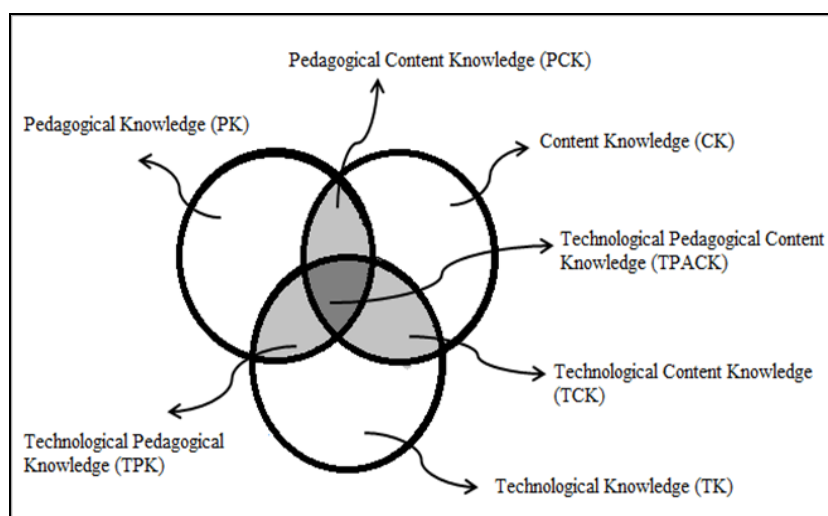 Pedagogical Content Knowledge (PCK)
Pedagogical Knowledge (PK)
Content Knowledge (CK)
Technological Pedagogical Content
Knowledge (TPACK)
Technological Content Knowledge
(TCK)
Technological Pedagogical
Knowledge (TPK)
Technological Knowledge (TK)